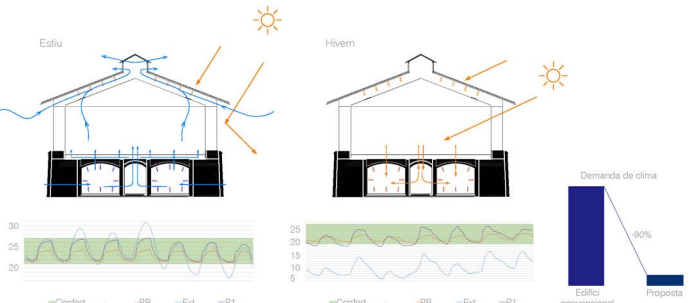 Estiu
Hivern
30
25
20
25
20
15
10
5
Confort
PB
Ext
P1
Confort
PB
Ext
P1
Demanda de clima
-90%
Edifici
convencional
Proposta